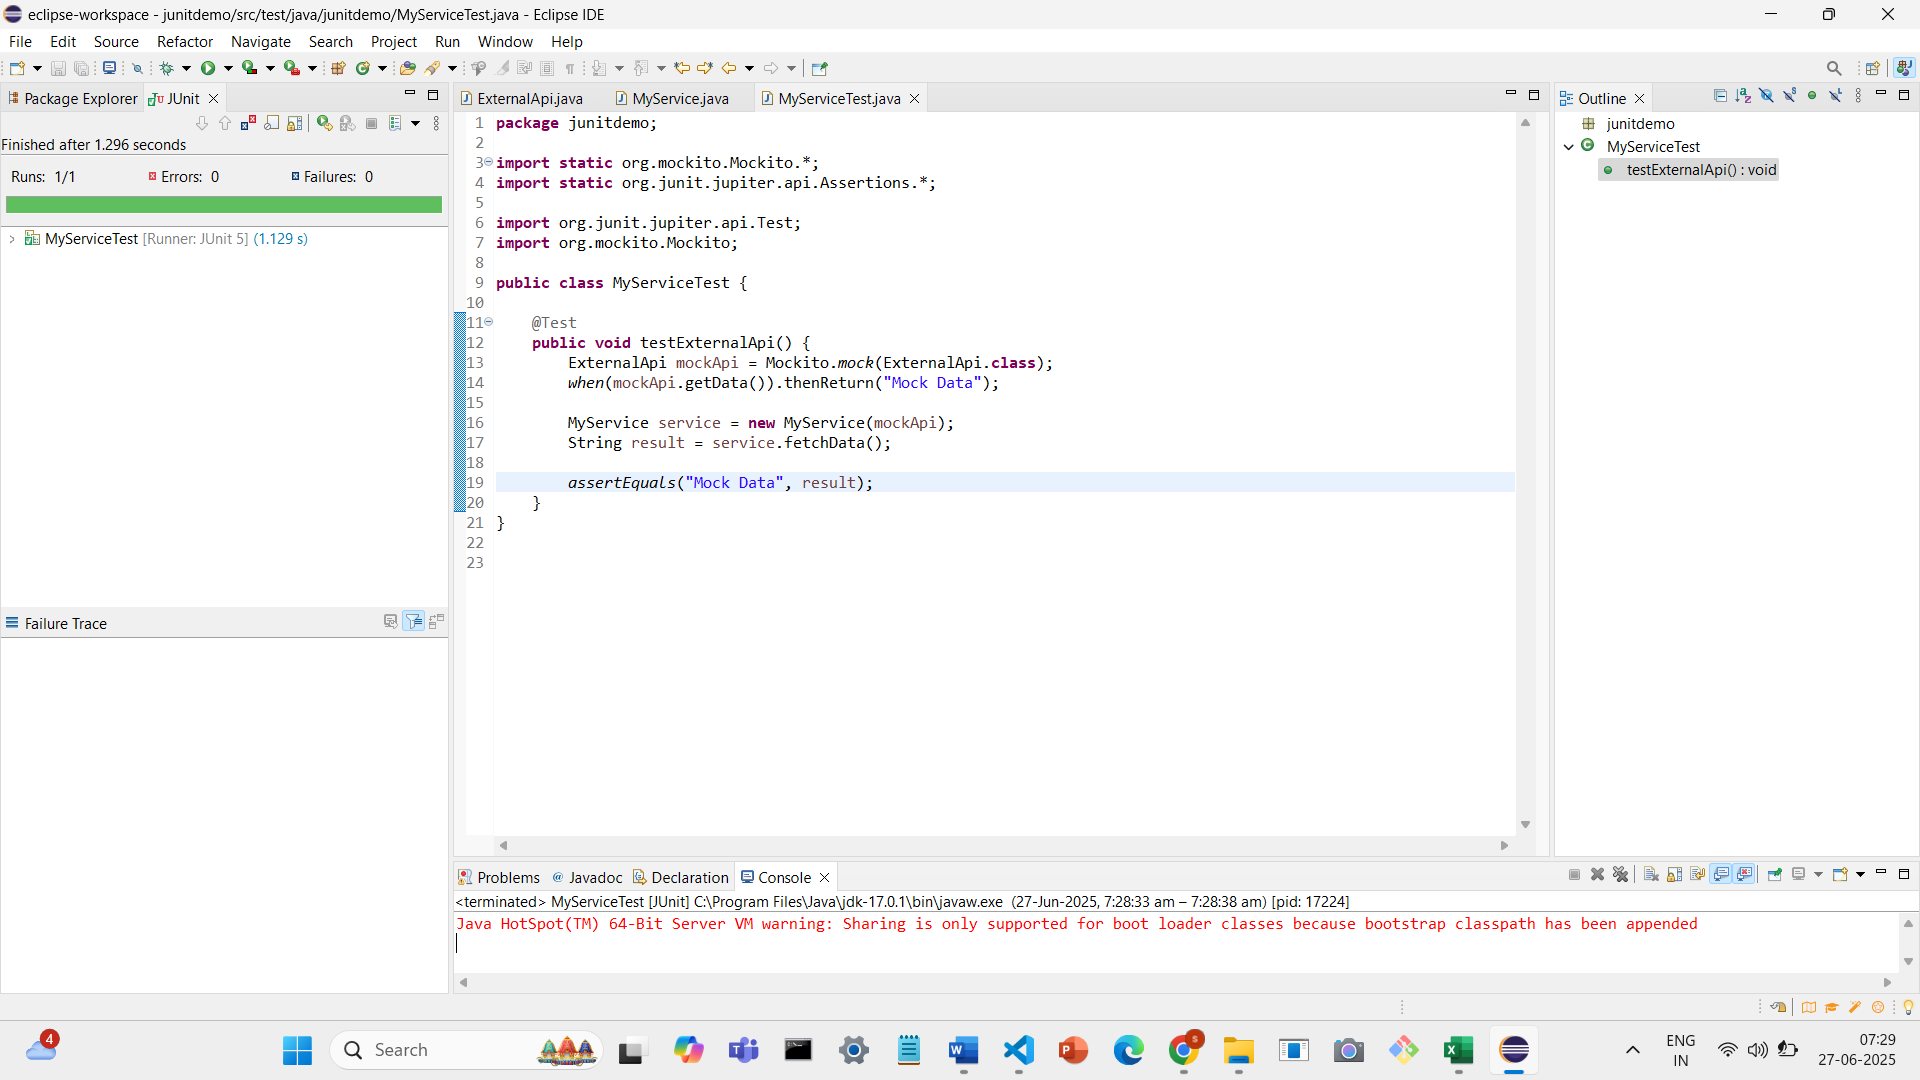 eclipse-workspace - junitdemo/src/test/java/junitdemo/MyServiceTest.java - Eclipse IDE
File Edit Source Refactor Navigate Search Project Run Window Help
Package Explorer JUnit
Finished after 1.296 seconds
Runs: 1/1 Errors: 0 Failures: 0
MyServiceTest [Runner: JUnit 5] (1.129 s)
Failure Trace
ExternalApi.java MyService.java MyServiceTest.java
1 package junitdemo;
2
3 import static org.mockito.Mockito.*;
4 import static org.junit.jupiter.api.Assertions.*;
5
6 import org.junit.jupiter.api.Test;
7 import org.mockito.Mockito;
8
9 public class MyServiceTest {
10
11 @Test
12 public void testExternalApi() {
13 ExternalApi mockApi = Mockito.mock(ExternalApi.class);
14 when(mockApi.getData()).thenReturn("Mock Data");
15
16 MyService service = new MyService(mockApi);
17 String result = service.fetchData();
18
19 assertEquals("Mock Data", result);
20 }
21 }
22
23
Outline
junitdemo
MyServiceTest
testExternalApi() : void
Problems Javadoc Declaration Console
<terminated> MyServiceTest [JUnit] C:\Program Files\Java\jdk-17.0.1\bin\javaw.exe (27-Jun-2025, 7:28:33 am – 7:28:38 am) [pid: 17224]
Java HotSpot(TM) 64-Bit Server VM warning: Sharing is only supported for boot loader classes because bootstrap classpath has been appended
4
Search
S
ENG
IN
07:29
27-06-2025